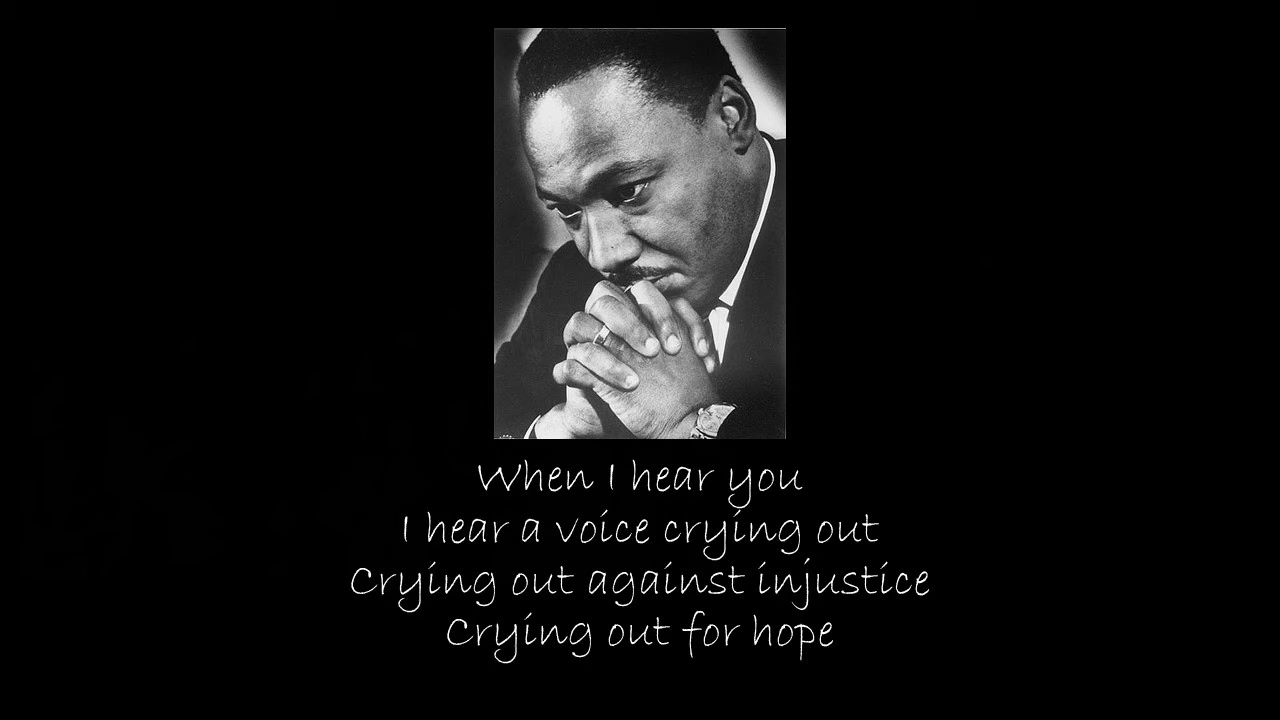 When I hear you
I hear a voice crying out
Crying out against injustice
Crying out for hope